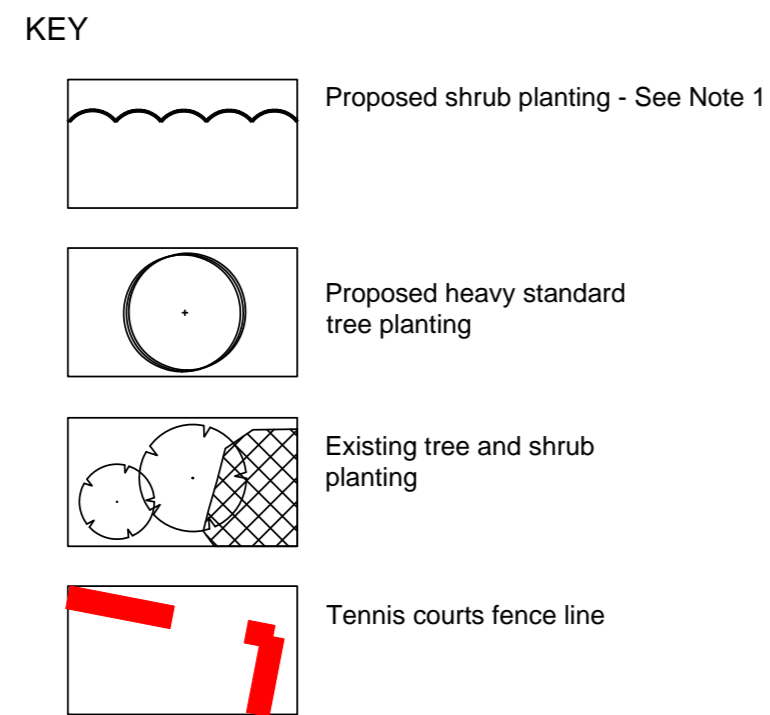 KEY
Proposed shrub planting - See Note 1
Proposed heavy standard
tree planting
Existing tree and shrub
planting
Tennis courts fence line